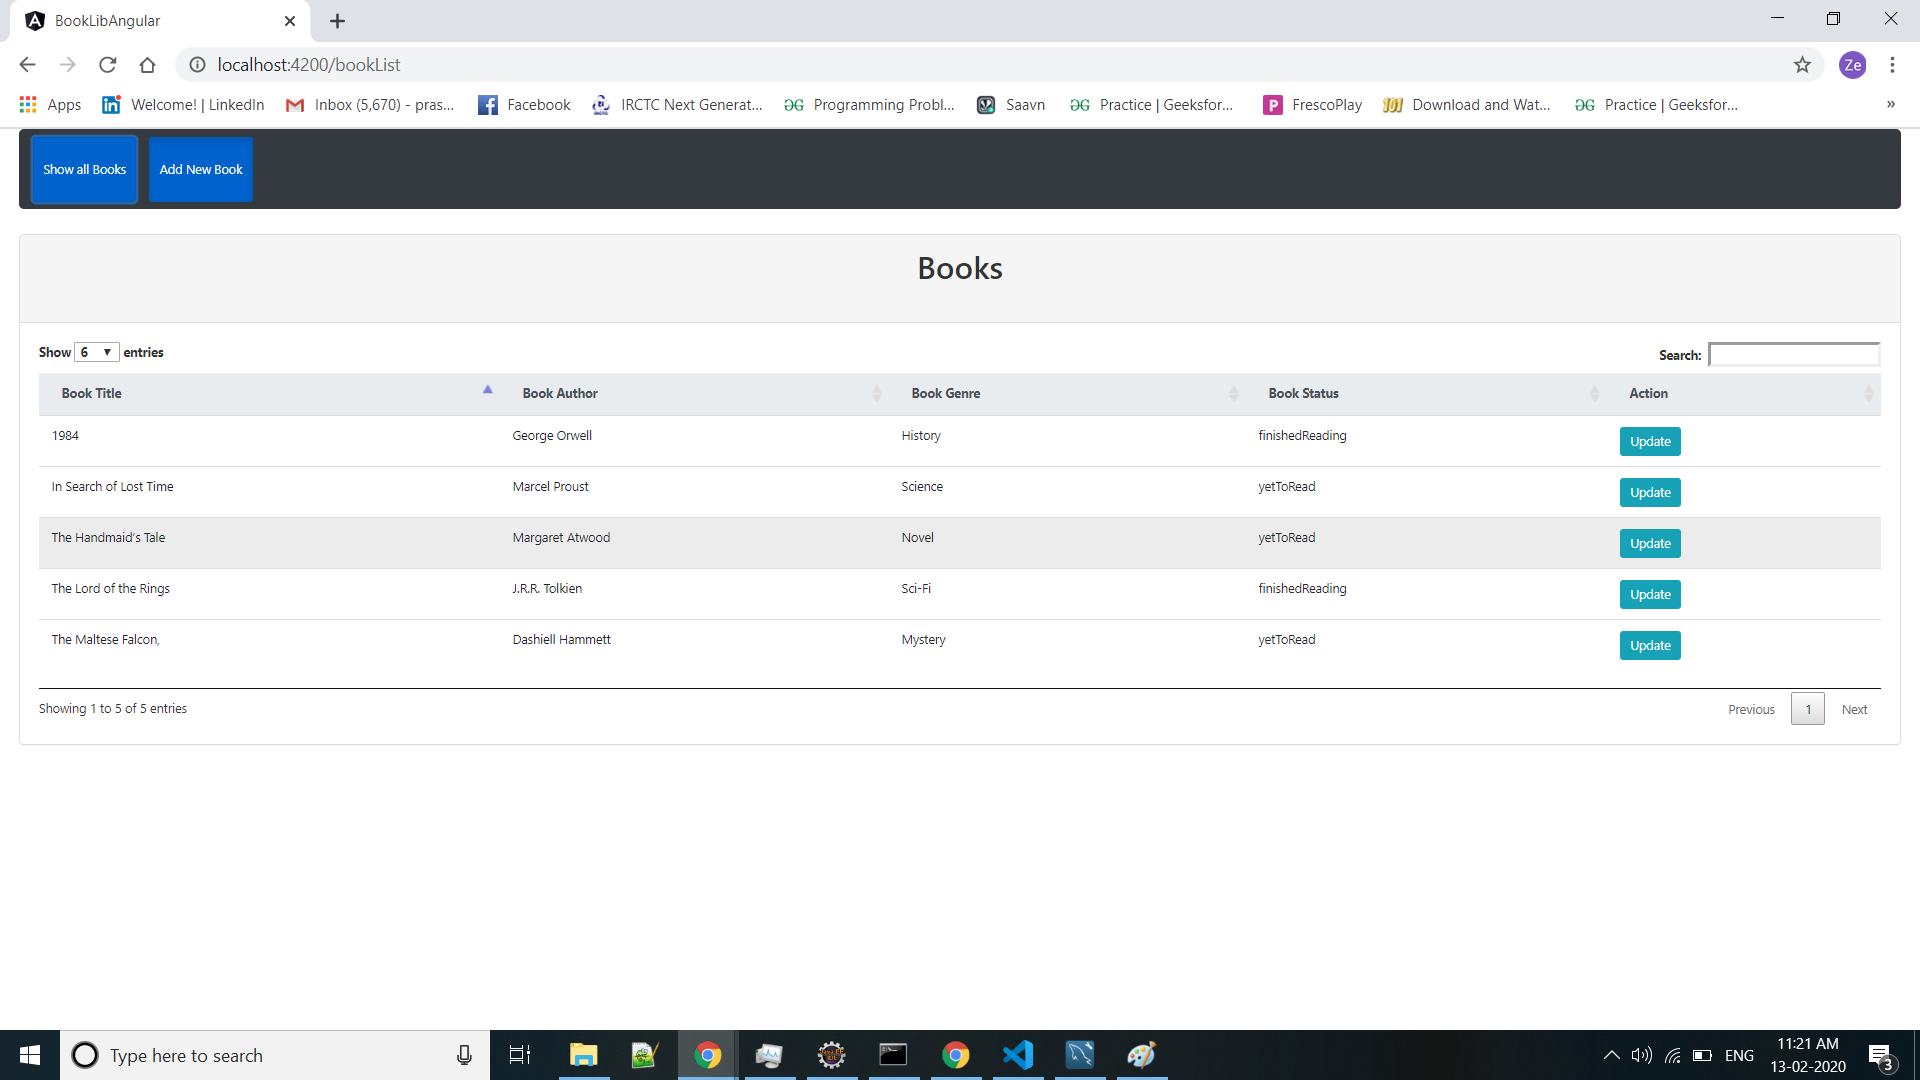 BookLibAngular
localhost:4200/bookList
Ze
Apps Welcome! | LinkedIn Inbox (5,670) - pras... Facebook IRCTC Next Generat... Programming Probl... Saavn Practice | Geeksfor... FrescoPlay Download and Wat... Practice | Geeksfor... »
Show all Books Add New Book
Books
Show 6 entries Search:
Book Title Book Author Book Genre Book Status Action
1984 George Orwell History finishedReading Update
In Search of Lost Time Marcel Proust Science yetToRead Update
The Handmaid's Tale Margaret Atwood Novel yetToRead Update
The Lord of the Rings J.R.R. Tolkien Sci-Fi finishedReading Update
The Maltese Falcon, Dashiell Hammett Mystery yetToRead Update
Showing 1 to 5 of 5 entries Previous 1 Next
Type here to search
ENG
11:21 AM
13-02-2020
3